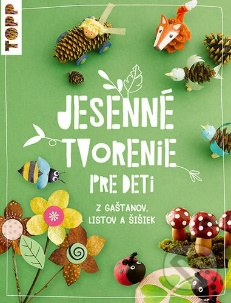 TOPP
JESENNÉ
TVORENIE
PRE DETI
Z GAŠTANOV,
LISTOV A ŠIŠIEK